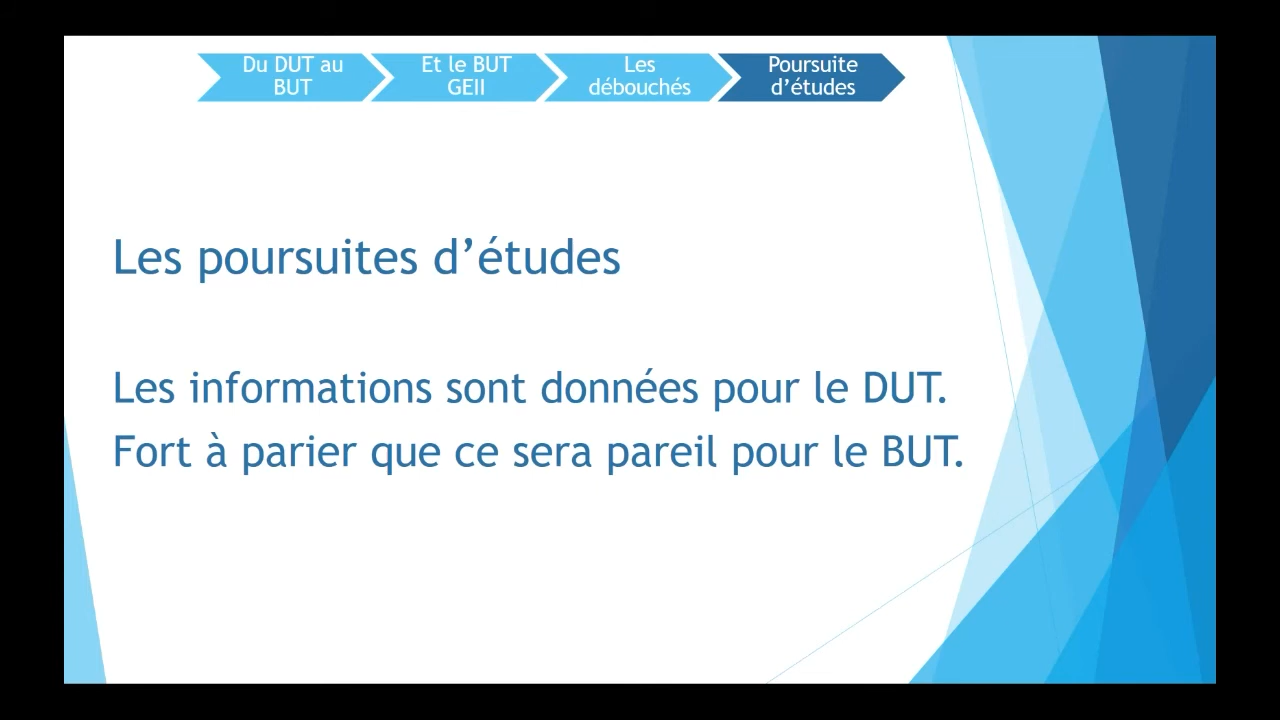 Du DUT au
BUT
Et le BUT
GEII
Les
débouchés
Poursuite
d’études
Les poursuites d’études
Les informations sont données pour le DUT.
Fort à parier que ce sera pareil pour le BUT.